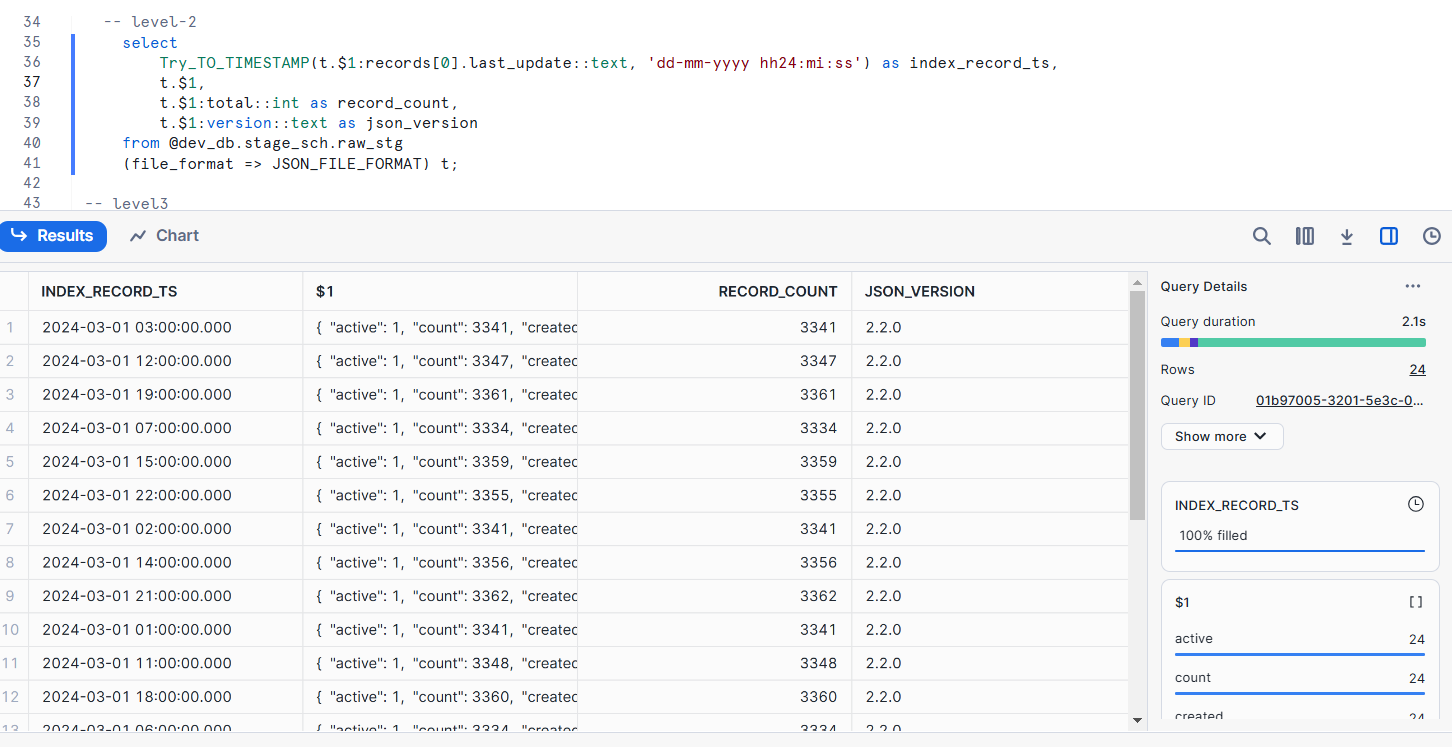 34 -- level-2
35 select
36 Try_TO_TIMESTAMP(t.$1:records[0].last_update::text, 'dd-mm-yyyy hh24:mi:ss') as index_record_ts,
37 t.$1,
38 t.$1:total::int as record_count,
39 t.$1:version::text as json_version
40 from @dev_db.stage_sch.raw_stg
41 (file_format => JSON_FILE_FORMAT) t;
42
43 -- level3
Results Chart
INDEX_RECORD_TS $1 RECORD_COUNT JSON_VERSION
1 2024-03-01 03:00:00.000 { "active": 1, "count": 3341, "created 3341 2.2.0
2 2024-03-01 12:00:00.000 { "active": 1, "count": 3347, "created 3347 2.2.0
3 2024-03-01 19:00:00.000 { "active": 1, "count": 3361, "created 3361 2.2.0
4 2024-03-01 07:00:00.000 { "active": 1, "count": 3334, "created 3334 2.2.0
5 2024-03-01 15:00:00.000 { "active": 1, "count": 3359, "created 3359 2.2.0
6 2024-03-01 22:00:00.000 { "active": 1, "count": 3355, "created 3355 2.2.0
7 2024-03-01 02:00:00.000 { "active": 1, "count": 3341, "created 3341 2.2.0
8 2024-03-01 14:00:00.000 { "active": 1, "count": 3356, "created 3356 2.2.0
9 2024-03-01 21:00:00.000 { "active": 1, "count": 3362, "created 3362 2.2.0
10 2024-03-01 01:00:00.000 { "active": 1, "count": 3341, "created 3341 2.2.0
11 2024-03-01 11:00:00.000 { "active": 1, "count": 3348, "created 3348 2.2.0
12 2024-03-01 18:00:00.000 { "active": 1, "count": 3360, "created 3360 2.2.0
13 2024-03-01 06:00:00.000 { "active": 1, "count": 3334, "created 3334 2.2.0
Query Details ...
Query duration 2.1s
Rows 24
Query ID 01b97005-3201-5e3c-0...
Show more
INDEX_RECORD_TS
100% filled
$1 [ ]
active 24
count 24
created 24